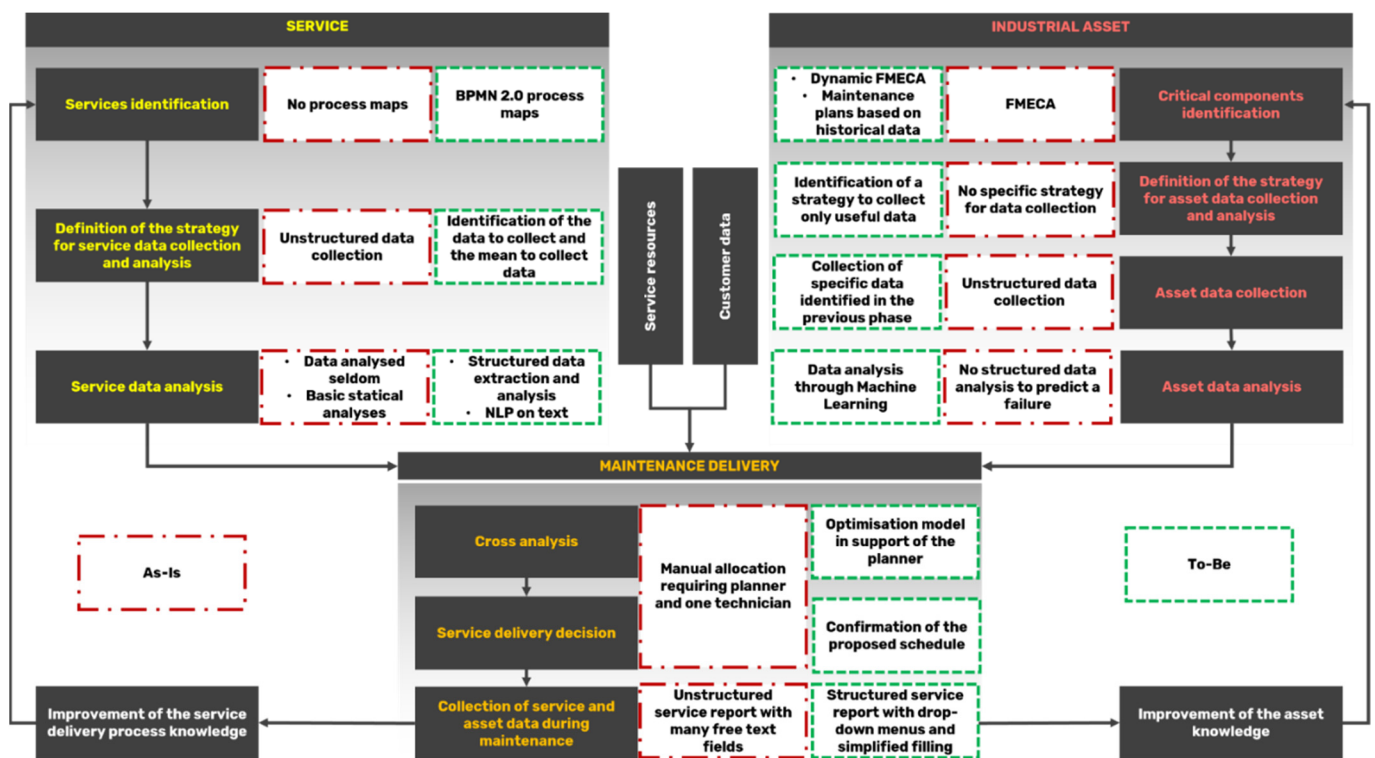 SERVICE
INDUSTRIAL ASSET
Services identification
No process maps
BPMN 2.0 process
maps
• Dynamic FMECA
• Maintenance
plans based on
historical data
FMECA
Critical components
identification
Definition of the strategy
for service data collection
and analysis
Unstructured data
collection
Identification of the
data to collect and
the mean to collect
data
Service resources
Customer data
Identification of a
strategy to collect
only useful data
No specific strategy
for data collection
Definition of the strategy
for asset data collection
and analysis
Collection of
specific data
identified in the
previous phase
Unstructured data
collection
Asset data collection
Service data analysis
• Data analysed
seldom
• Basic statical
analyses
• Structured data
extraction and
analysis
• NLP on text
Data analysis
through Machine
Learning
No structured data
analysis to predict a
failure
Asset data analysis
MAINTENANCE DELIVERY
As-Is
Cross analysis
Manual allocation
requiring planner
and one technician
Optimisation model
in support of the
planner
To-Be
Service delivery decision
Confirmation of the
proposed schedule
Improvement of the service
delivery process knowledge
Collection of service and
asset data during
maintenance
Unstructured
service report with
many free text
fields
Structured service
report with drop-
down menus and
simplified filling
Improvement of the asset
knowledge